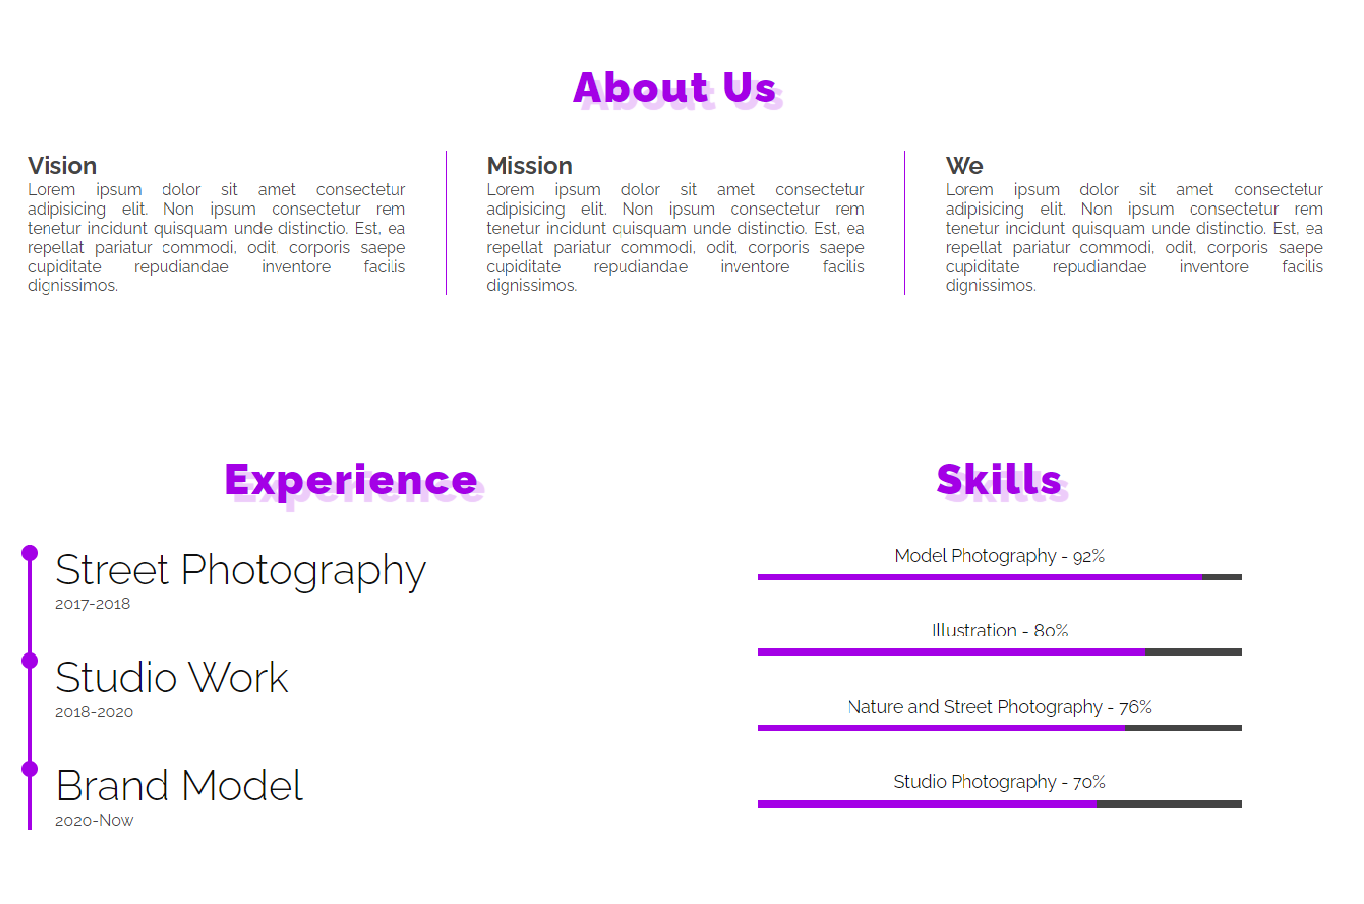 About Us
Vision
Lorem ipsum dolor sit amet consectetur
adipisicing elit. Non ipsum consectetur rem
tenetur incidunt quisquam unde distinctio. Est, ea
repellat pariatur commodi, odit corporis saepe
cupiditate repudiandae inventore facilis
dignissimos.
Mission
Lorem ipsum dolor sit amet consectetur
adipisicing elit. Non ipsum consectetur rem
tenetur incidunt cuisquam unde distinctio. Est, ea
repellat pariatur commodi, odit, corporis saepe
cupiditate repudiandae inventore facilis
dignissimos.
We
Lorem ipsum dolor sit amet consectetur
adipisicing elit. Non ipsum consectetur rem
tenetur incidunt quisquam unde distinctio. Est, ea
repellat pariatur commodi, odit, corporis saepe
cupiditate repudiandae inventore facilis
dignissimos.
Experience
Street Photography
2017-2018
Studio Work
2018-2020
Brand Model
2020-Now
Skills
Model Photography - 92%
Illustration - 80%
Nature and Street Photography - 76%
Studio Photography - 70%